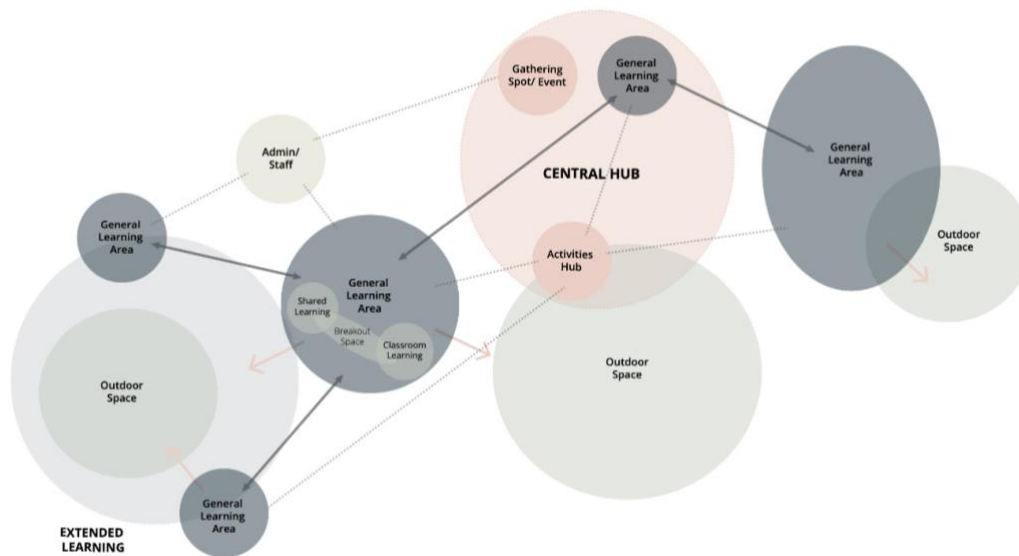 Gathering
Spot/ Event
General
Learning
Area
Admin/
Staff
General
Learning
Area
CENTRAL HUB
General
Learning
Area
Outdoor
Space
Activities
Hub
General
Learning
Area
Shared
Learning
Breakout
Space
Classroom
Learning
Outdoor
Space
Outdoor
Space
General
Learning
Area
EXTENDED
LEARNING